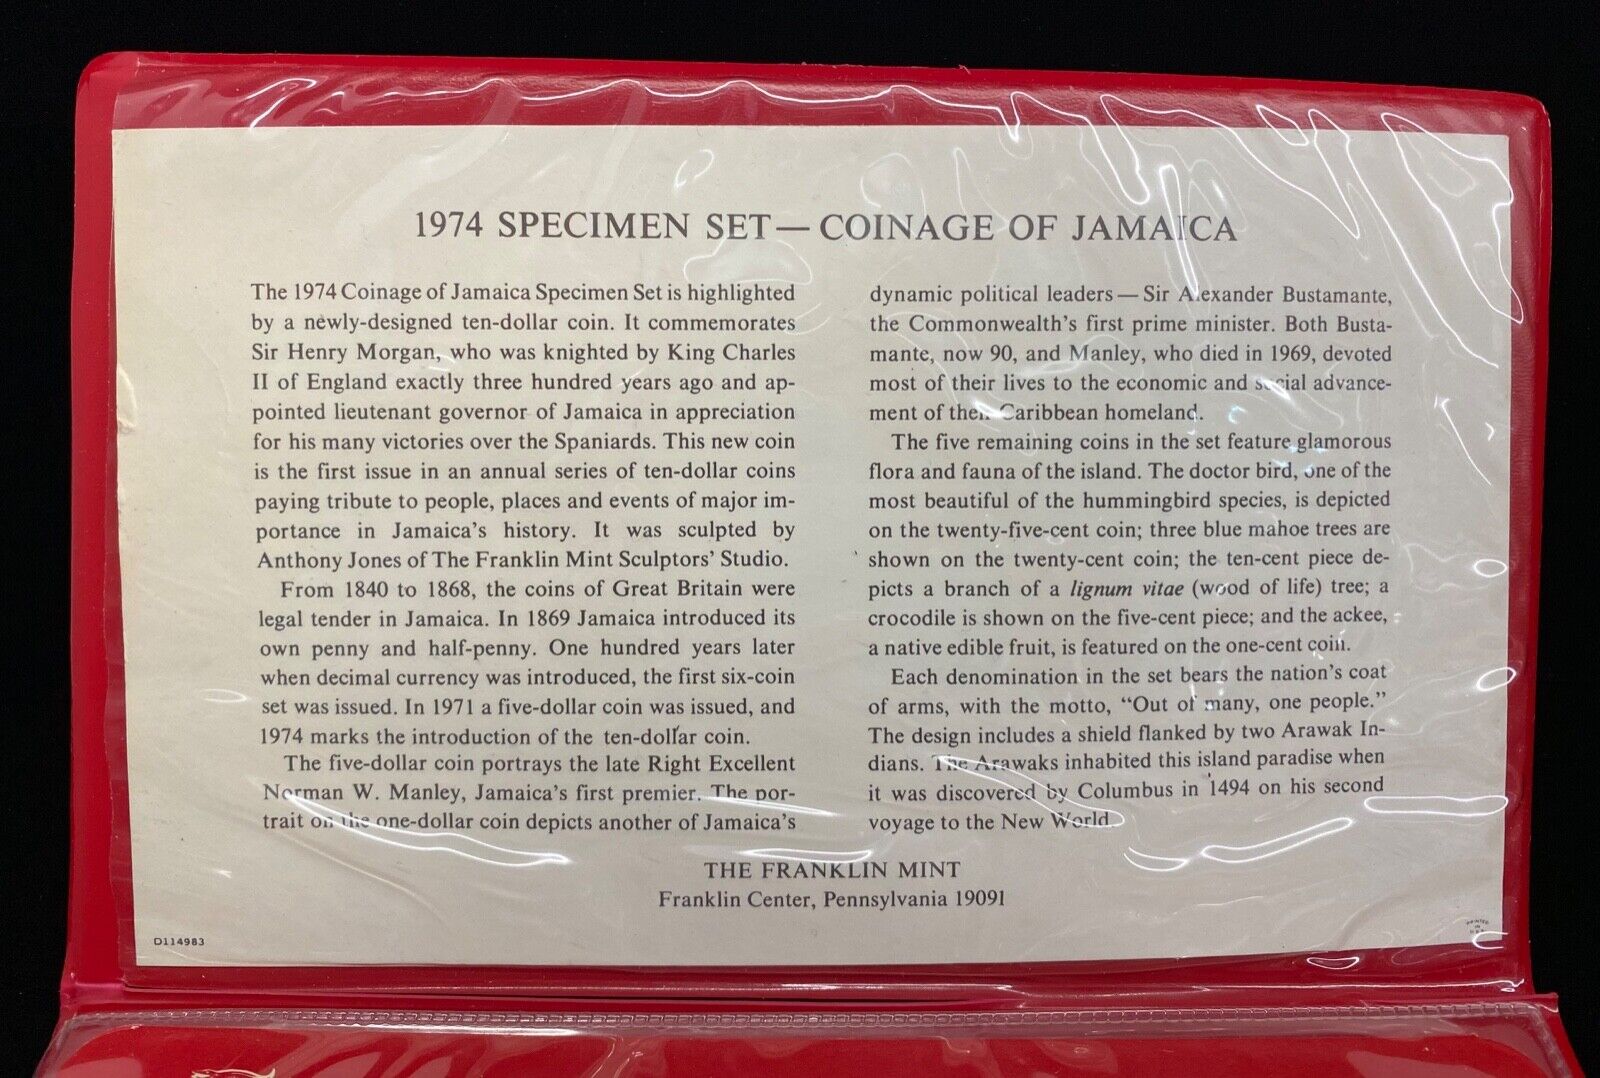 1974 SPECIMEN SET — COINAGE OF JAMAICA
The 1974 Coinage of Jamaica Specimen Set is highlighted
by a newly-designed ten-dollar coin. It commemorates
Sir Henry Morgan, who was knighted by King Charles
II of England exactly three hundred years ago and ap-
pointed lieutenant governor of Jamaica in appreciation
for his many victories over the Spaniards. This new coin
is the first issue in an annual series of ten-dollar coins
paying tribute to people, places and events of major im-
portance in Jamaica's history. It was sculpted by
Anthony Jones of The Franklin Mint Sculptors' Studio.
From 1840 to 1868, the coins of Great Britain were
legal tender in Jamaica. In 1869 Jamaica introduced its
own penny and half-penny. One hundred years later
when decimal currency was introduced, the first six-coin
set was issued. In 1971 a five-dollar coin was issued, and
1974 marks the introduction of the ten-dollar coin.
The five-dollar coin portrays the late Right Excellent
Norman W. Manley, Jamaica's first premier. The por-
trait on the one-dollar coin depicts another of Jamaica's
dynamic political leaders — Sir Alexander Bustamante,
the Commonwealth's first prime minister. Both Busta-
mante, now 90, and Manley, who died in 1969, devoted
most of their lives to the economic and social advance-
ment of their Caribbean homeland.
The five remaining coins in the set feature glamorous
flora and fauna of the island. The doctor bird, one of the
most beautiful of the hummingbird species, is depicted
on the twenty-five-cent coin; three blue mahoe trees are
shown on the twenty-cent coin; the ten-cent piece de-
picts a branch of a lignum vitae (wood of life) tree; a
crocodile is shown on the five-cent piece; and the ackee,
a native edible fruit, is featured on the one-cent coin.
Each denomination in the set bears the nation's coat
of arms, with the motto, "Out of many, one people."
The design includes a shield flanked by two Arawak In-
dians. The Arawaks inhabited this island paradise when
it was discovered by Columbus in 1494 on his second
voyage to the New World.
THE FRANKLIN MINT
Franklin Center, Pennsylvania 19091
D114983
PRINTED
IN
U.S.A.